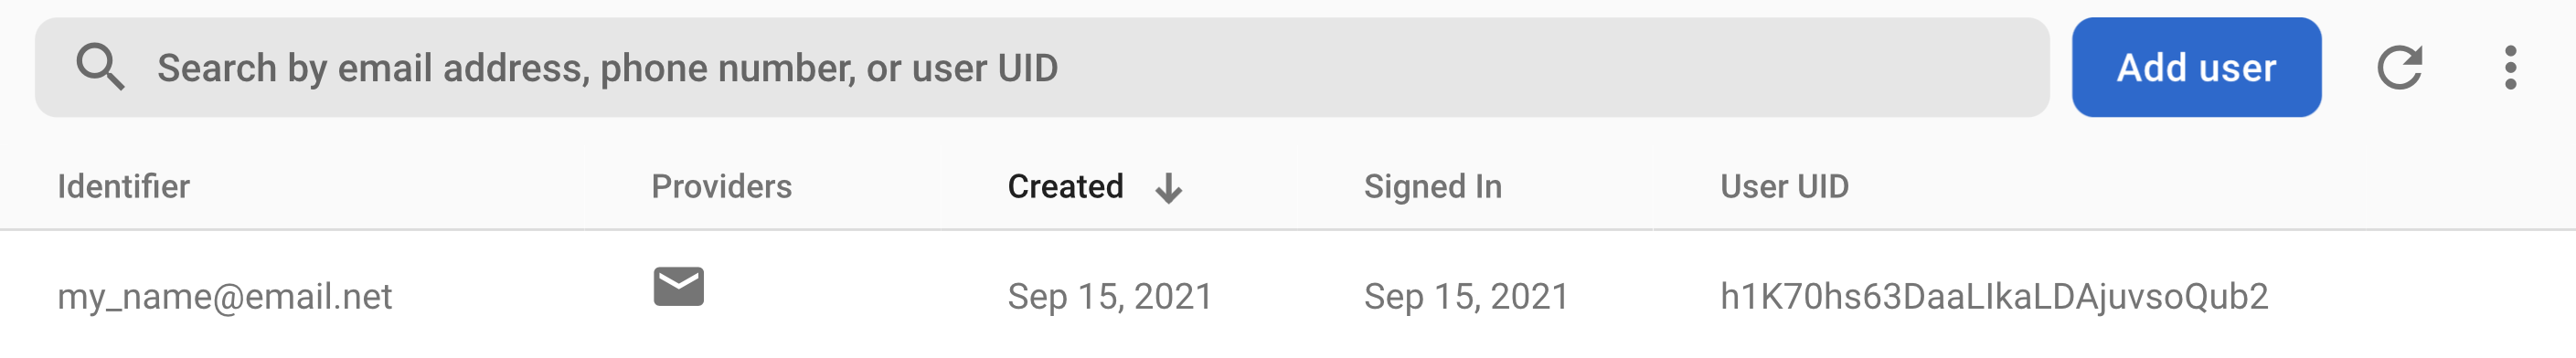 Search by email address, phone number, or user UID
Add user
Identifier Providers Created Signed In User UID
my_name@email.net Sep 15, 2021 Sep 15, 2021 h1K70hs63DaaLIkaLDAjuvsoQub2